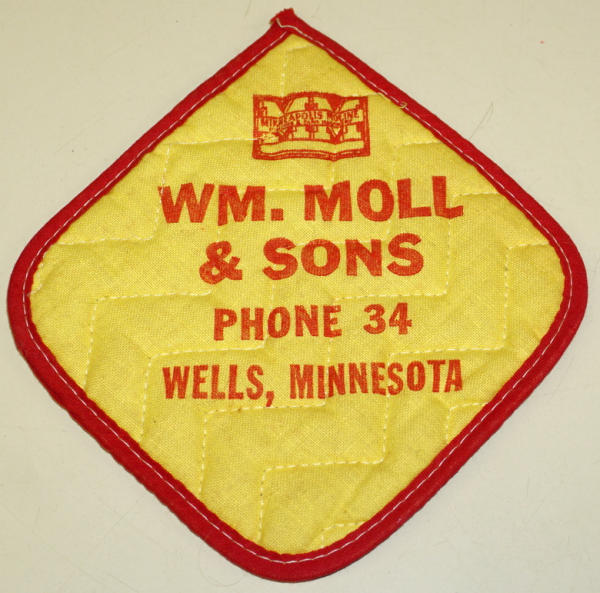 MINNEAPOLIS MOLINE
WM. MOLL
& SONS
PHONE 34
WELLS, MINNESOTA